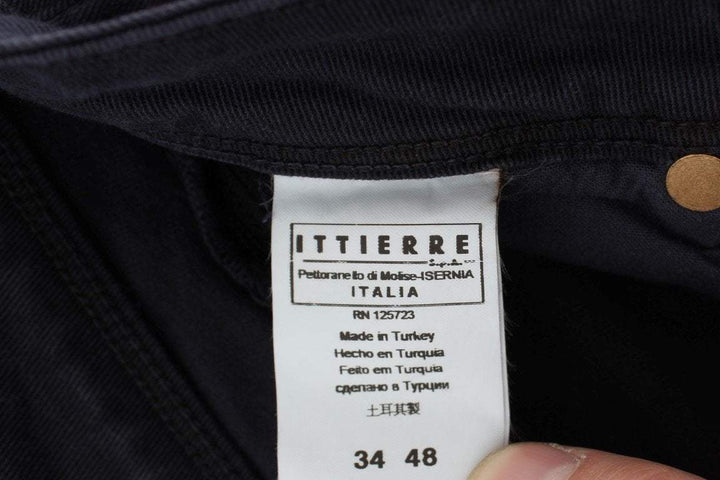 ITTIERRE
S.p.A.
Pettoranello di Molise-ISERNIA
ITALIA
RN 125723
Made in Turkey
Hecho en Turquia
Feito em Turquia
сделано в Турции
土耳其製
34 48